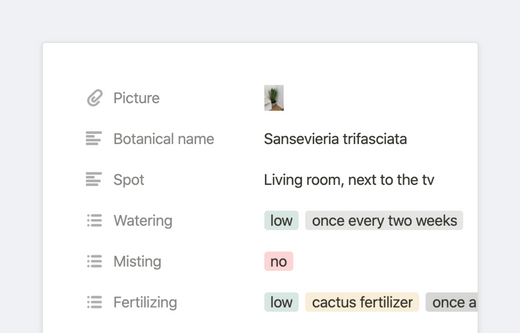 Picture
Botanical name Sansevieria trifasciata
Spot Living room, next to the tv
Watering low once every two weeks
Misting no
Fertilizing low cactus fertilizer once a